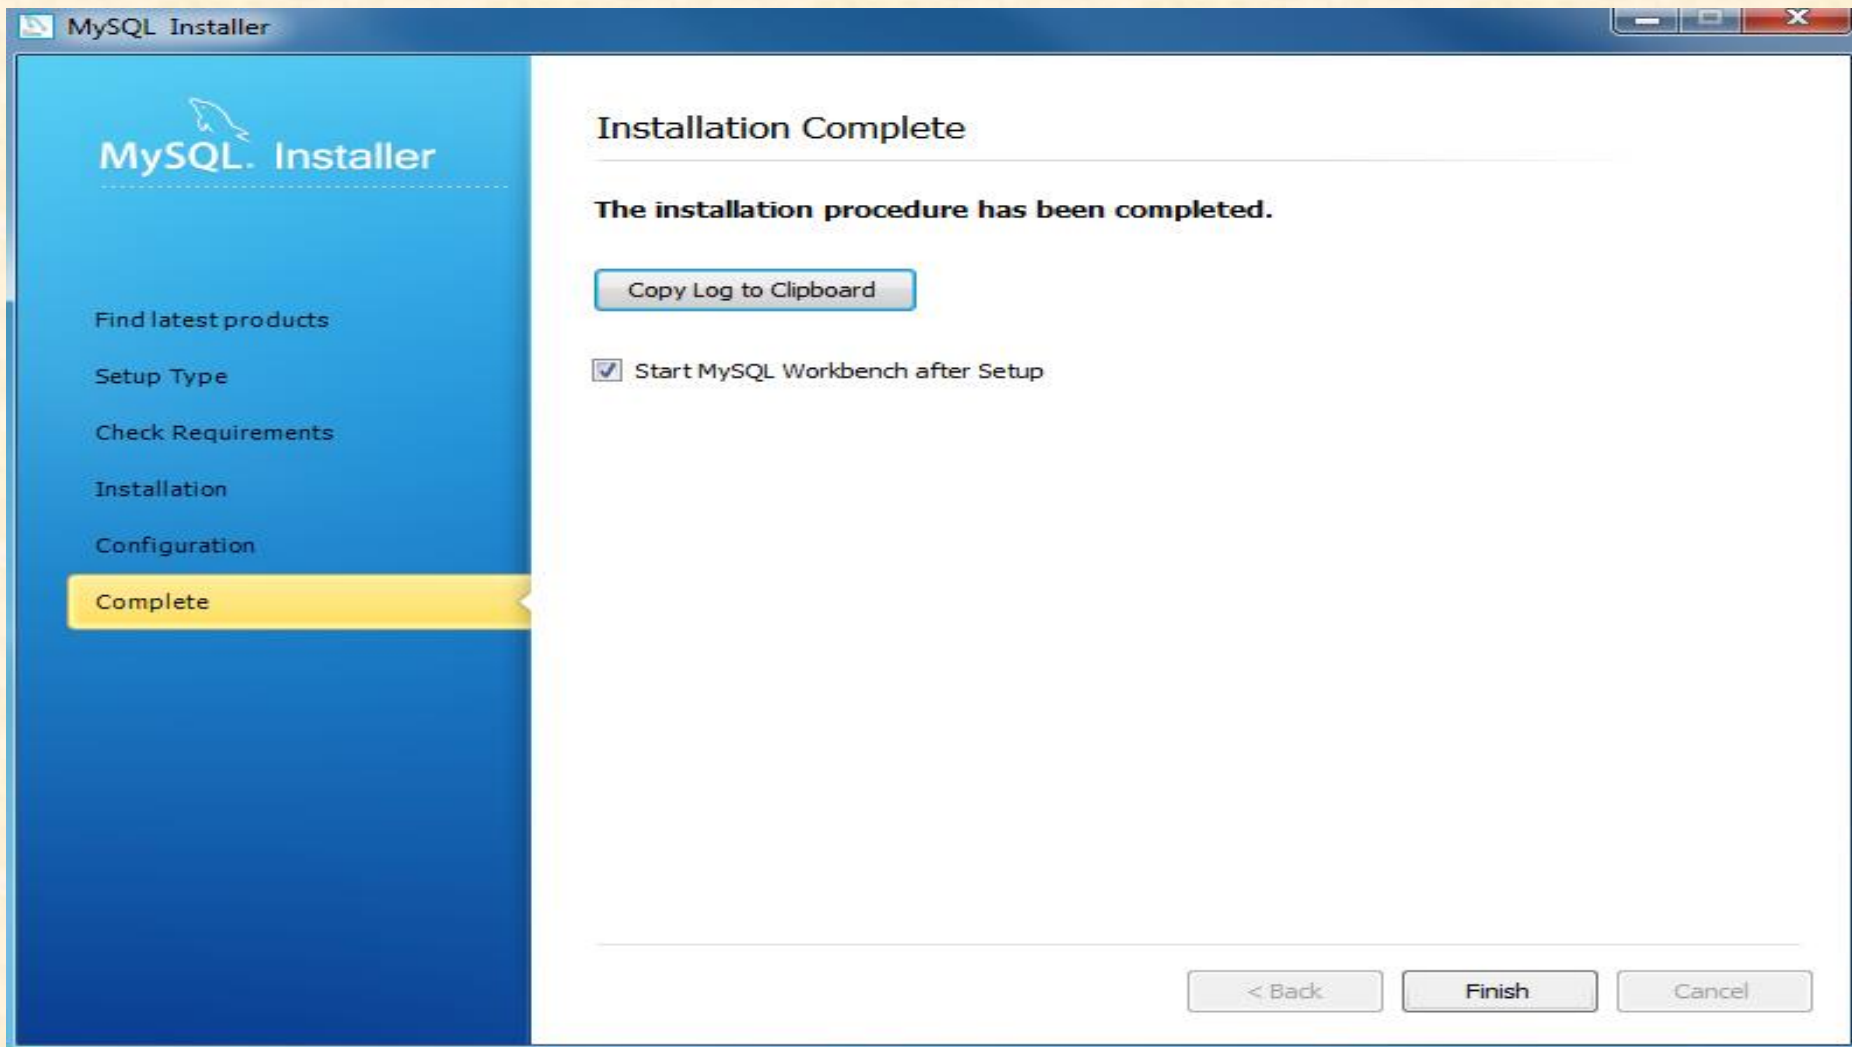 MySQL Installer
MySQL. Installer
Find latest products
Setup Type
Check Requirements
Installation
Configuration
Complete
Installation Complete
The installation procedure has been completed.
Copy Log to Clipboard
Start MySQL Workbench after Setup
< Back
Finish
Cancel